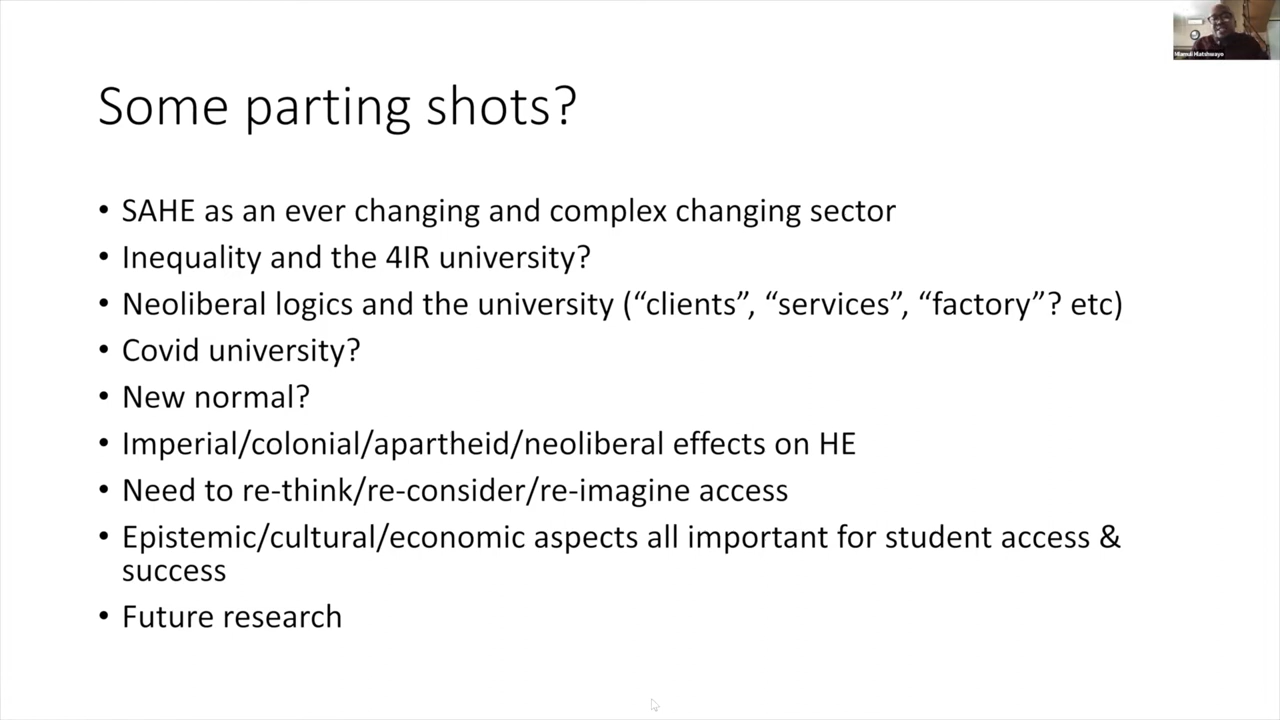 Mlamuli Hlatshwayo
Some parting shots?
• SAHE as an ever changing and complex changing sector
• Inequality and the 4IR university?
• Neoliberal logics and the university (“clients”, “services”, “factory”? etc)
• Covid university?
• New normal?
• Imperial/colonial/apartheid/neoliberal effects on HE
• Need to re-think/re-consider/re-imagine access
• Epistemic/cultural/economic aspects all important for student access &
success
• Future research